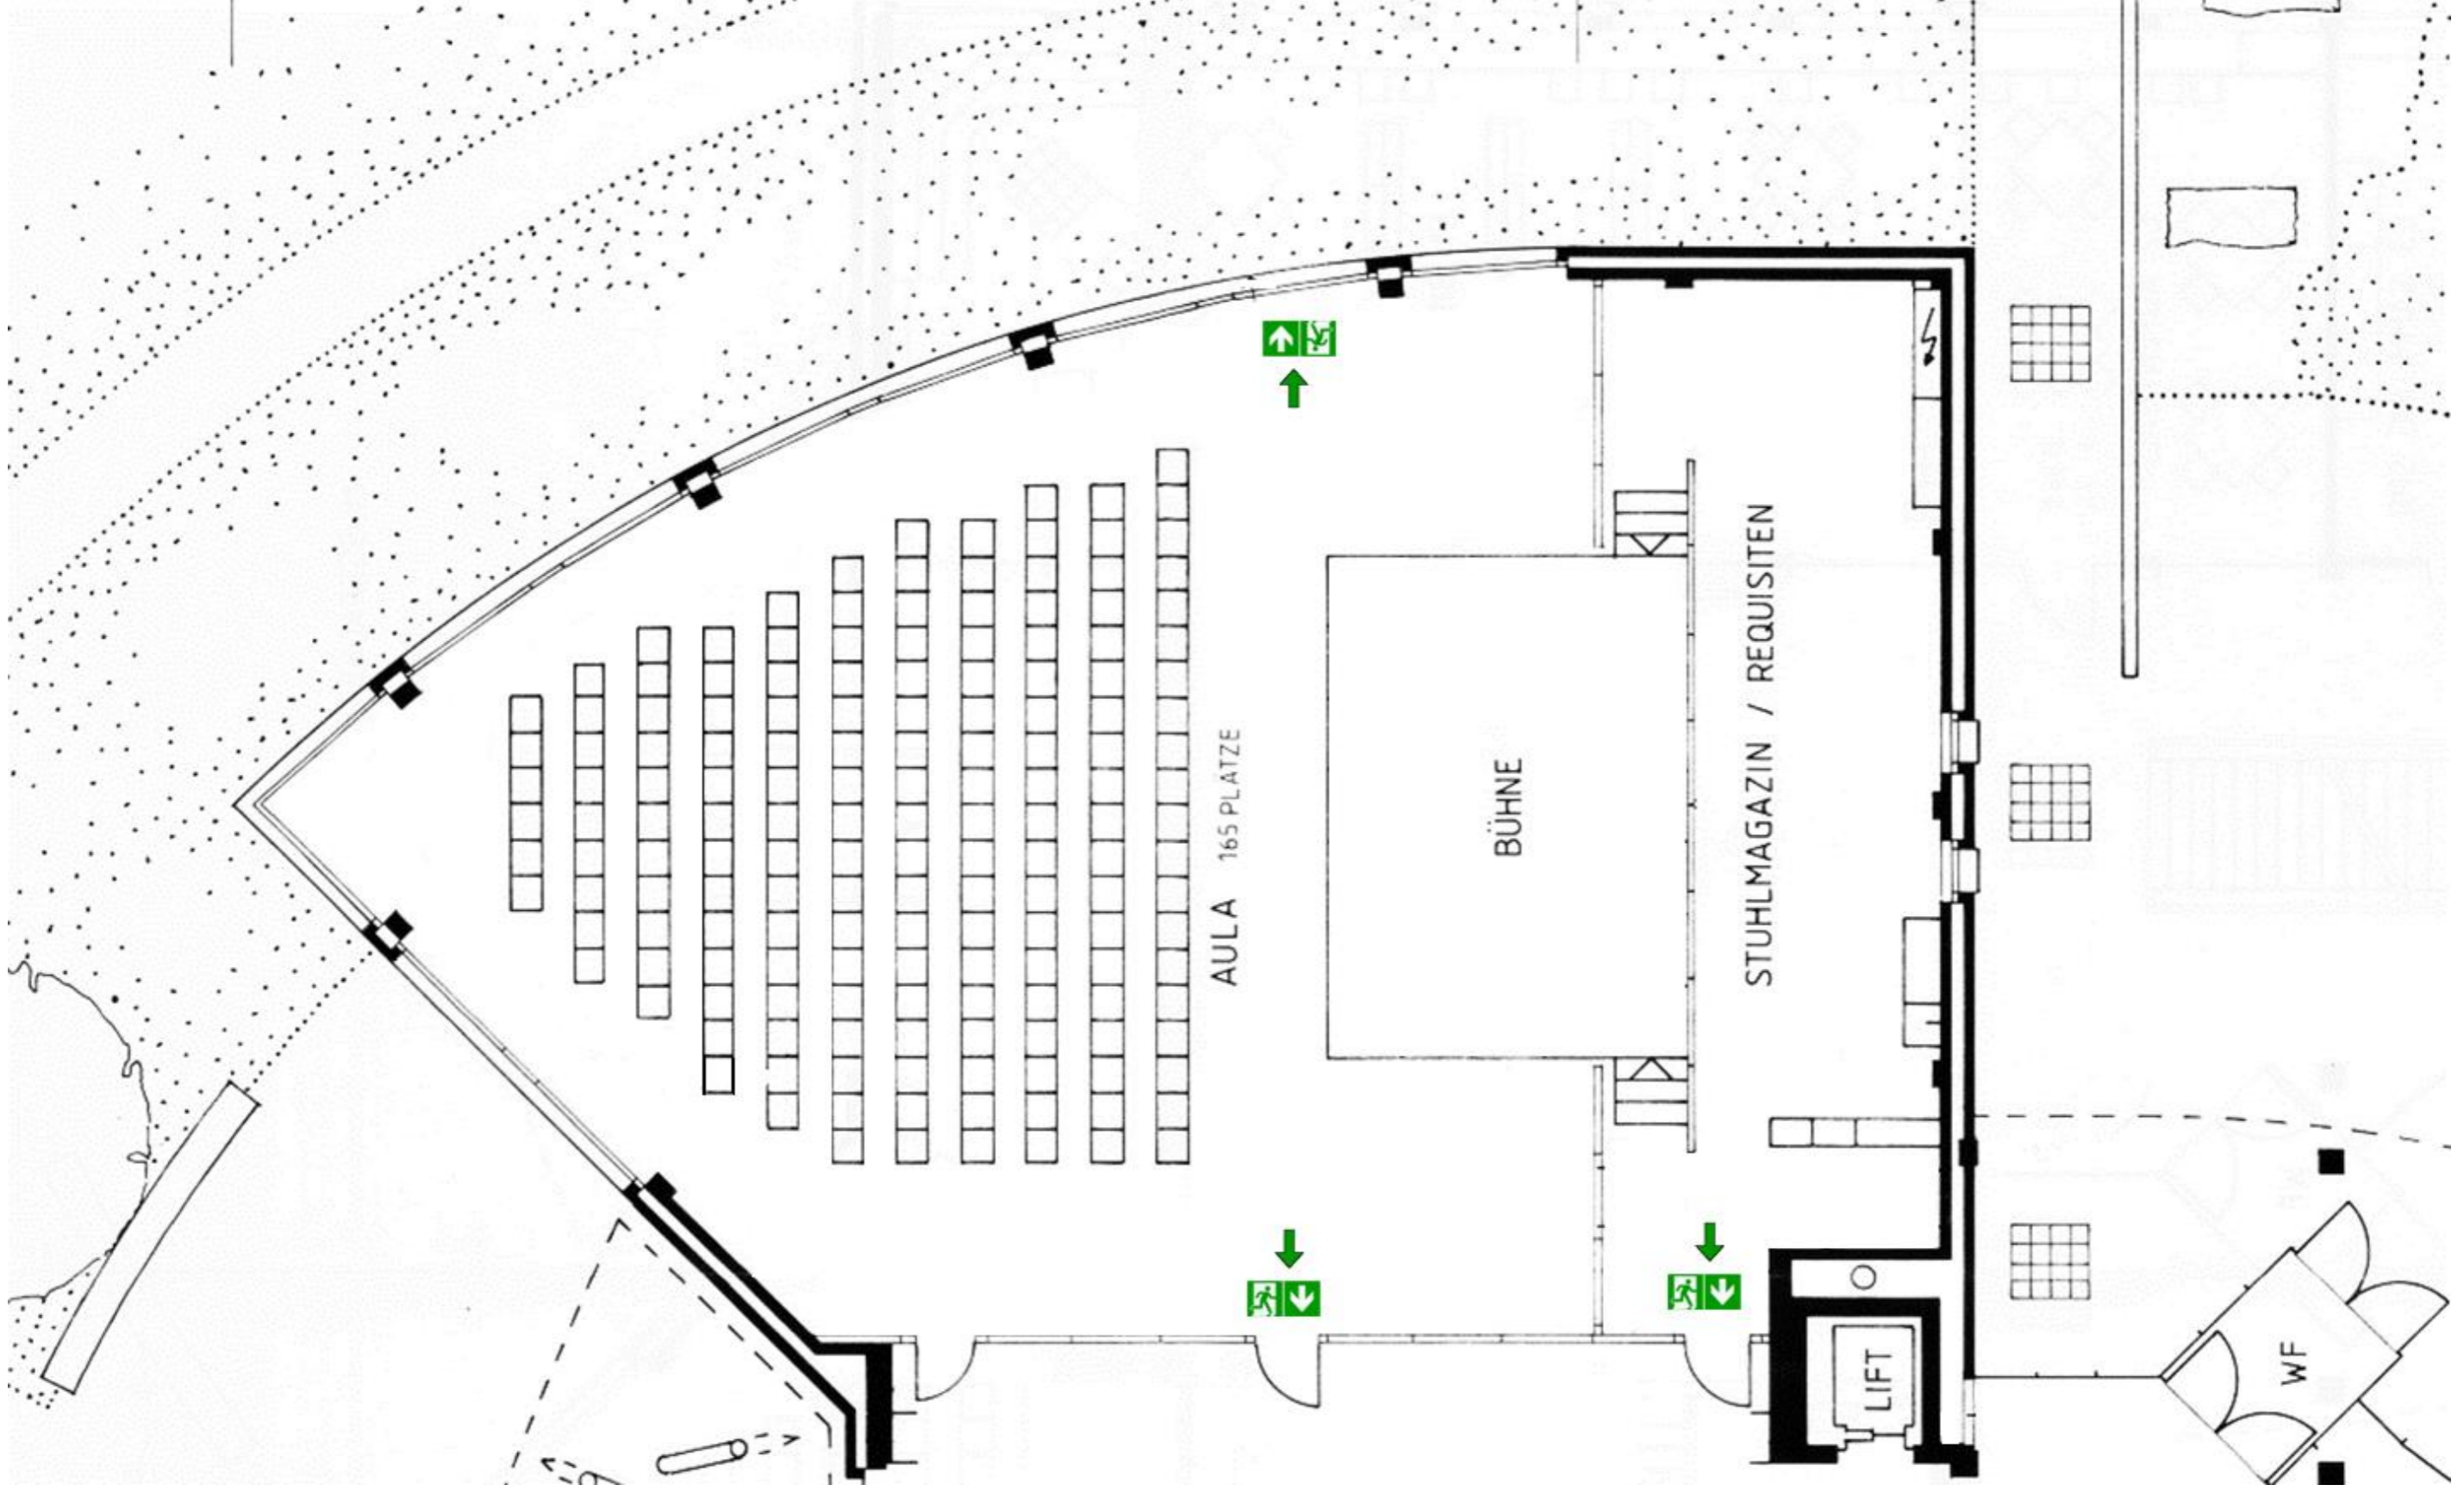 AULA 165 PLÄTZE
BÜHNE
STUHLMAGAZIN / REQUISITEN
LIFT
WF